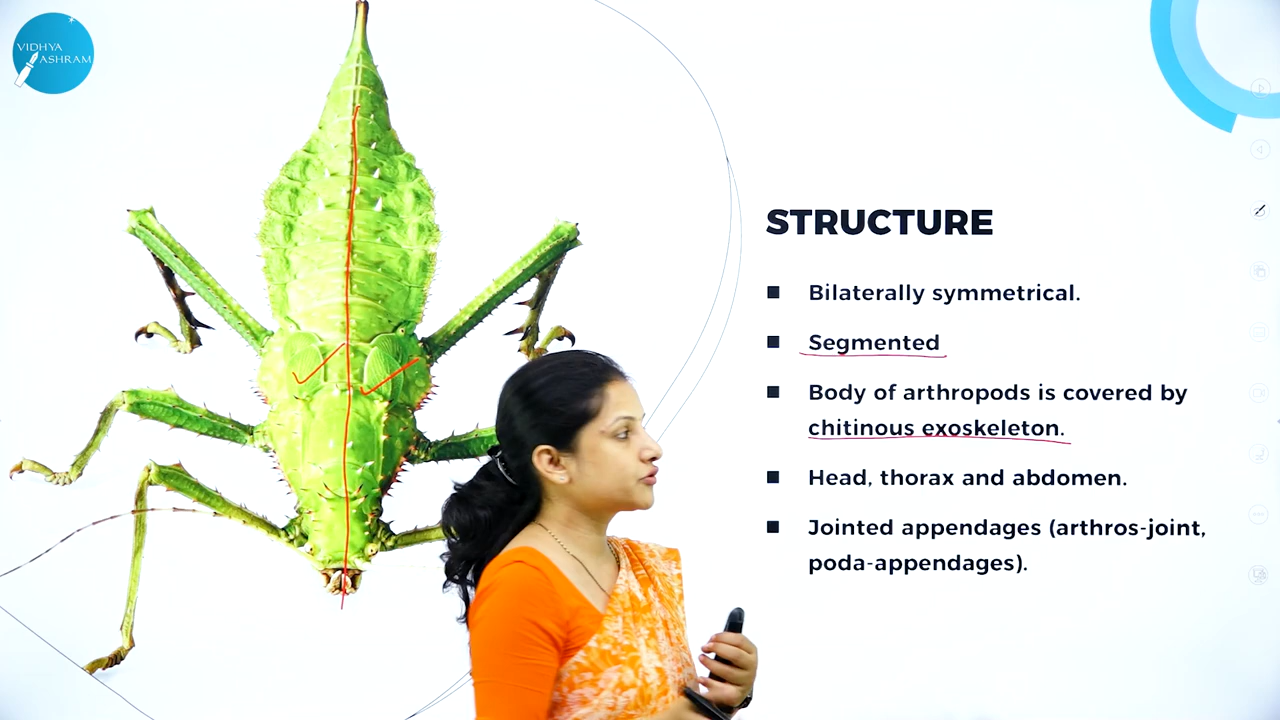 VIDHYA
ASHRAM
STRUCTURE
Bilaterally symmetrical.
Segmented
Body of arthropods is covered by
chitinous exoskeleton.
Head, thorax and abdomen.
Jointed appendages (arthros-joint,
poda-appendages).